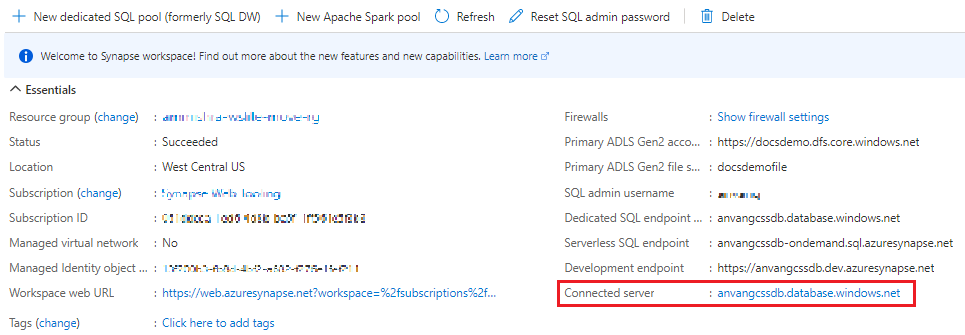 New dedicated SQL pool (formerly SQL DW) New Apache Spark pool Refresh Reset SQL admin password Delete
Welcome to Synapse workspace! Find out more about the new features and new capabilities. Learn more
Essentials
Resource group (change) :
Status : Succeeded
Location : West Central US
Subscription (change) :
Subscription ID :
Managed virtual network : No
Managed Identity object ... :
Workspace web URL : https://web.azuresynapse.net?workspace=%2fsubscriptions%2f...
Tags (change) : Click here to add tags
Firewalls : Show firewall settings
Primary ADLS Gen2 acco... : https://docsdemo.dfs.core.windows.net
Primary ADLS Gen2 file s... : docsdemofile
SQL admin username :
Dedicated SQL endpoint ... : anvangcssdb.database.windows.net
Serverless SQL endpoint : anvangcssdb-ondemand.sql.azuresynapse.net
Development endpoint : https://anvangcssdb.dev.azuresynapse.net
Connected server : anvangcssdb.database.windows.net